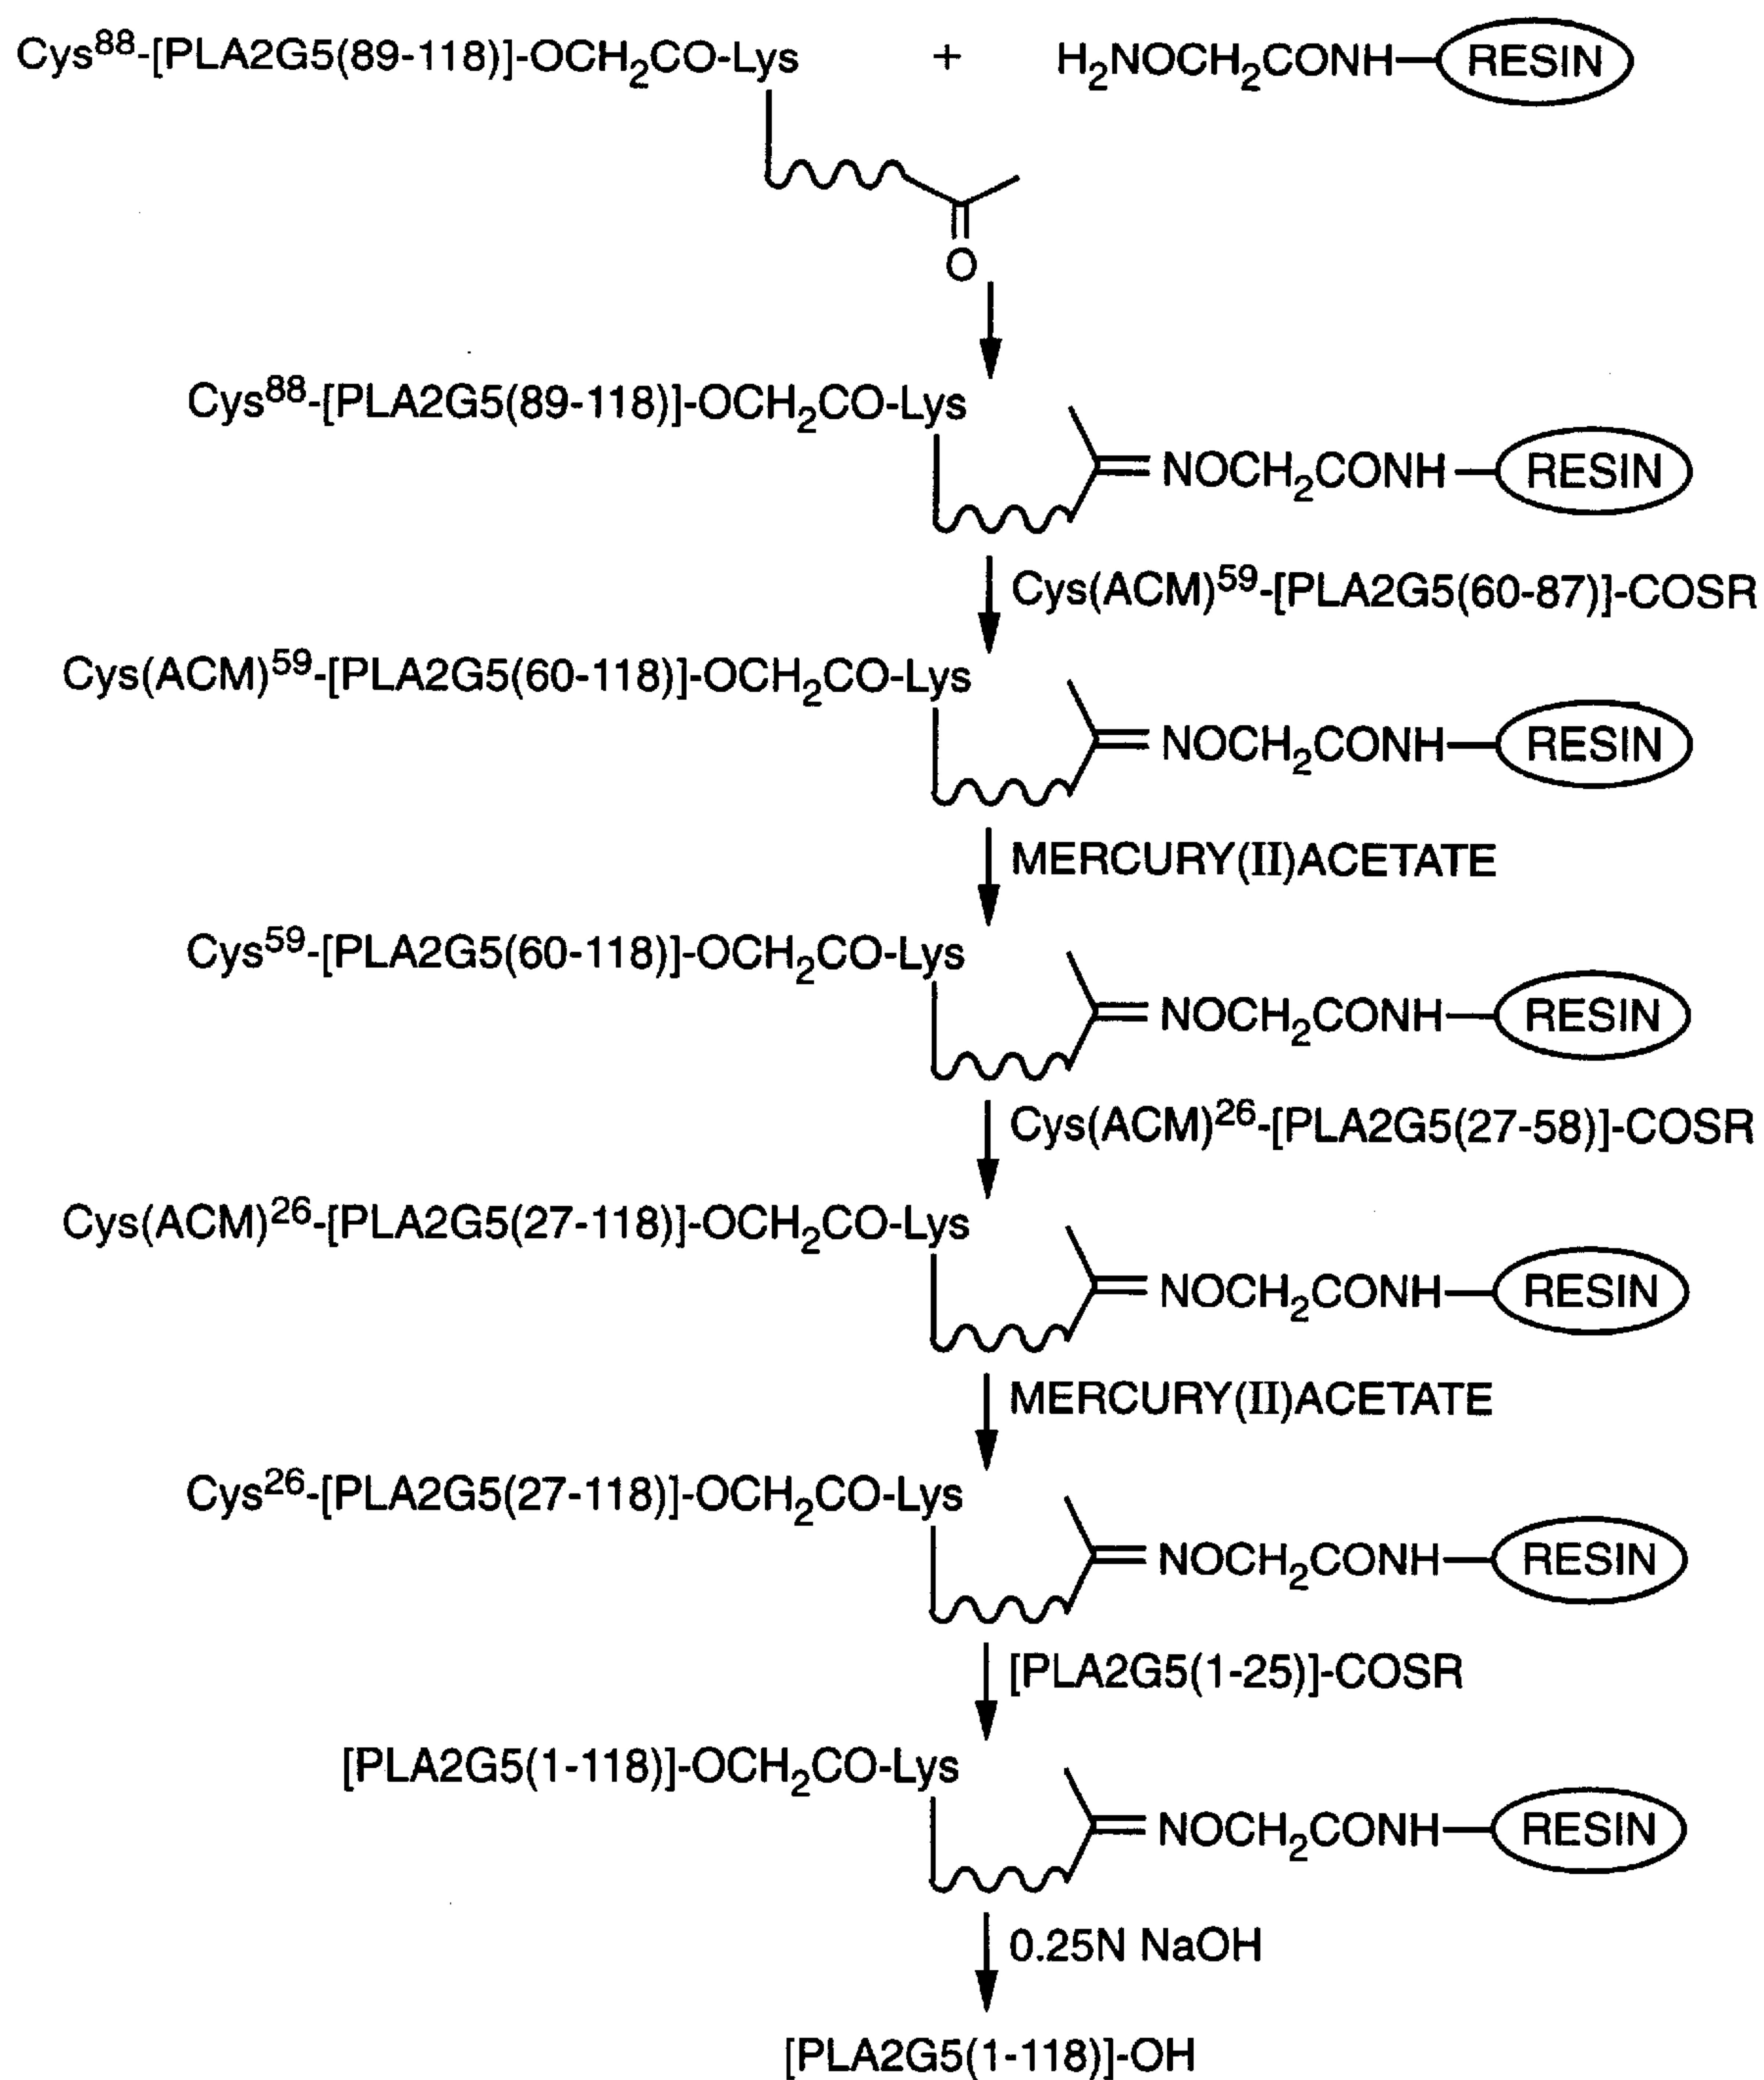 Cys⁸⁸-[PLA2G5(89-118)]-OCH₂CO-Lys + H₂NOCH₂CONH—RESIN
O
Cys⁸⁸-[PLA2G5(89-118)]-OCH₂CO-Lys
NOCH₂CONH—RESIN
Cys(ACM)⁵⁹-[PLA2G5(60-87)]-COSR
Cys(ACM)⁵⁹-[PLA2G5(60-118)]-OCH₂CO-Lys
NOCH₂CONH—RESIN
MERCURY(II)ACETATE
Cys⁵⁹-[PLA2G5(60-118)]-OCH₂CO-Lys
NOCH₂CONH—RESIN
Cys(ACM)²⁶-[PLA2G5(27-58)]-COSR
Cys(ACM)²⁶-[PLA2G5(27-118)]-OCH₂CO-Lys
NOCH₂CONH—RESIN
MERCURY(II)ACETATE
Cys²⁶-[PLA2G5(27-118)]-OCH₂CO-Lys
NOCH₂CONH—RESIN
[PLA2G5(1-25)]-COSR
[PLA2G5(1-118)]-OCH₂CO-Lys
NOCH₂CONH—RESIN
0.25N NaOH
[PLA2G5(1-118)]-OH